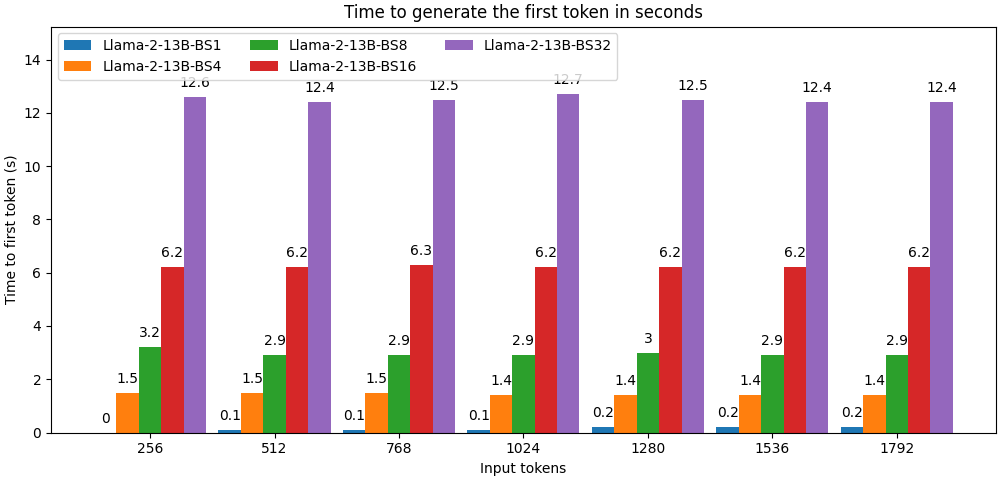 Time to generate the first token in seconds
Llama-2-13B-BS1 Llama-2-13B-BS8 Llama-2-13B-BS32
Llama-2-13B-BS4 Llama-2-13B-BS16
Time to first token (s)
14
12
10
8
6
4
2
0
0 1.5 3.2 6.2 12.6
0.1 1.5 2.9 6.2 12.4
0.1 1.5 2.9 6.3 12.5
0.1 1.4 2.9 6.2 12.7
0.2 1.4 3 6.2 12.5
0.2 1.4 2.9 6.2 12.4
0.2 1.4 2.9 6.2 12.4
256 512 768 1024 1280 1536 1792
Input tokens